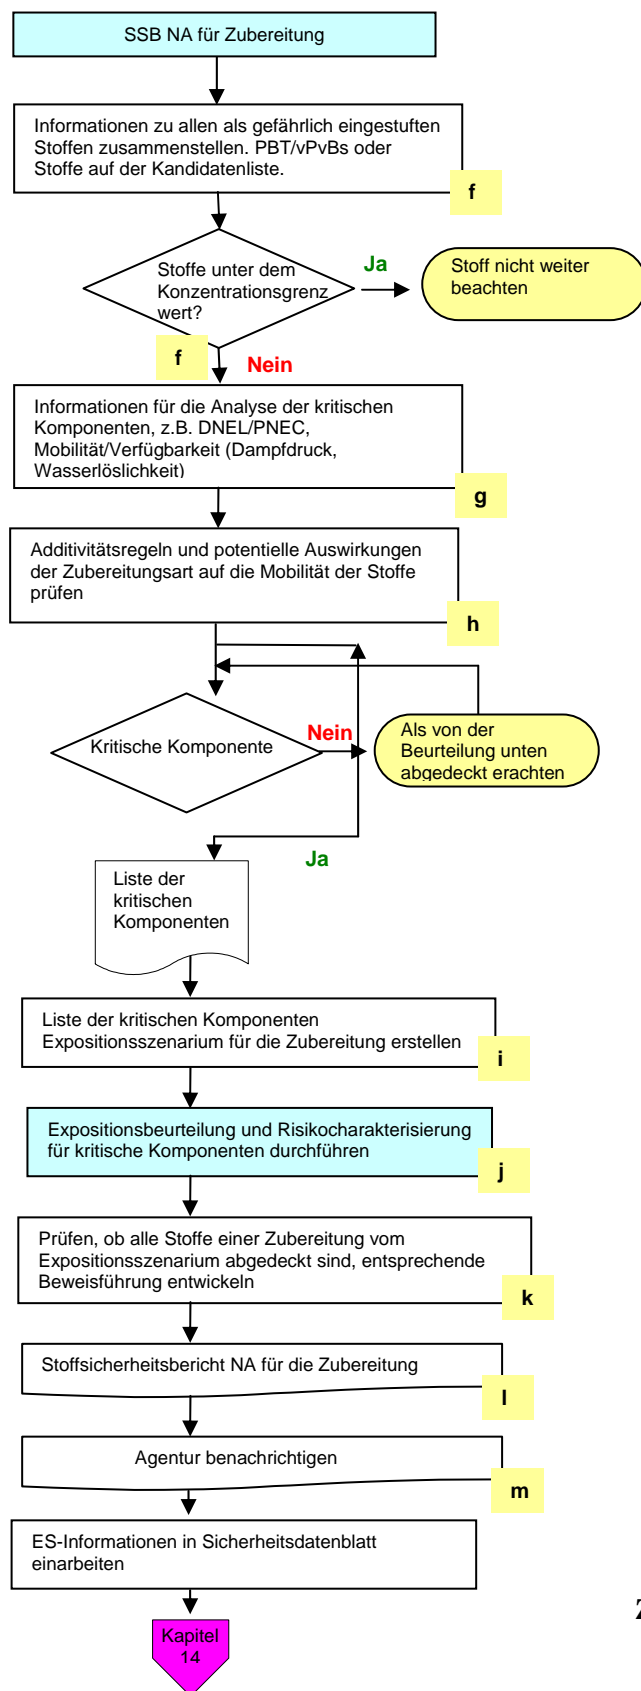 SSB NA für Zubereitung
Informationen zu allen als gefährlich eingestuften
Stoffen zusammenstellen. PBT/vPvBs oder
Stoffe auf der Kandidatenliste.
f
Stoffe unter dem
Konzentrationsgrenz
wert?
f
Ja
Stoff nicht weiter
beachten
Nein
Informationen für die Analyse der kritischen
Komponenten, z.B. DNEL/PNEC,
Mobilität/Verfügbarkeit (Dampfdruck,
Wasserlöslichkeit)
g
Additivitätsregeln und potentielle Auswirkungen
der Zubereitungsart auf die Mobilität der Stoffe
prüfen
h
Kritische Komponente
Nein
Als von der
Beurteilung unten
abgedeckt erachten
Ja
Liste der
kritischen
Komponenten
Liste der kritischen Komponenten
Expositionsszenarium für die Zubereitung erstellen
i
Expositionsbeurteilung und Risikocharakterisierung
für kritische Komponenten durchführen
j
Prüfen, ob alle Stoffe einer Zubereitung vom
Expositionsszenarium abgedeckt sind, entsprechende
Beweisführung entwickeln
k
Stoffsicherheitsbericht NA für die Zubereitung
l
Agentur benachrichtigen
m
ES-Informationen in Sicherheitsdatenblatt
einarbeiten
Kapitel
14